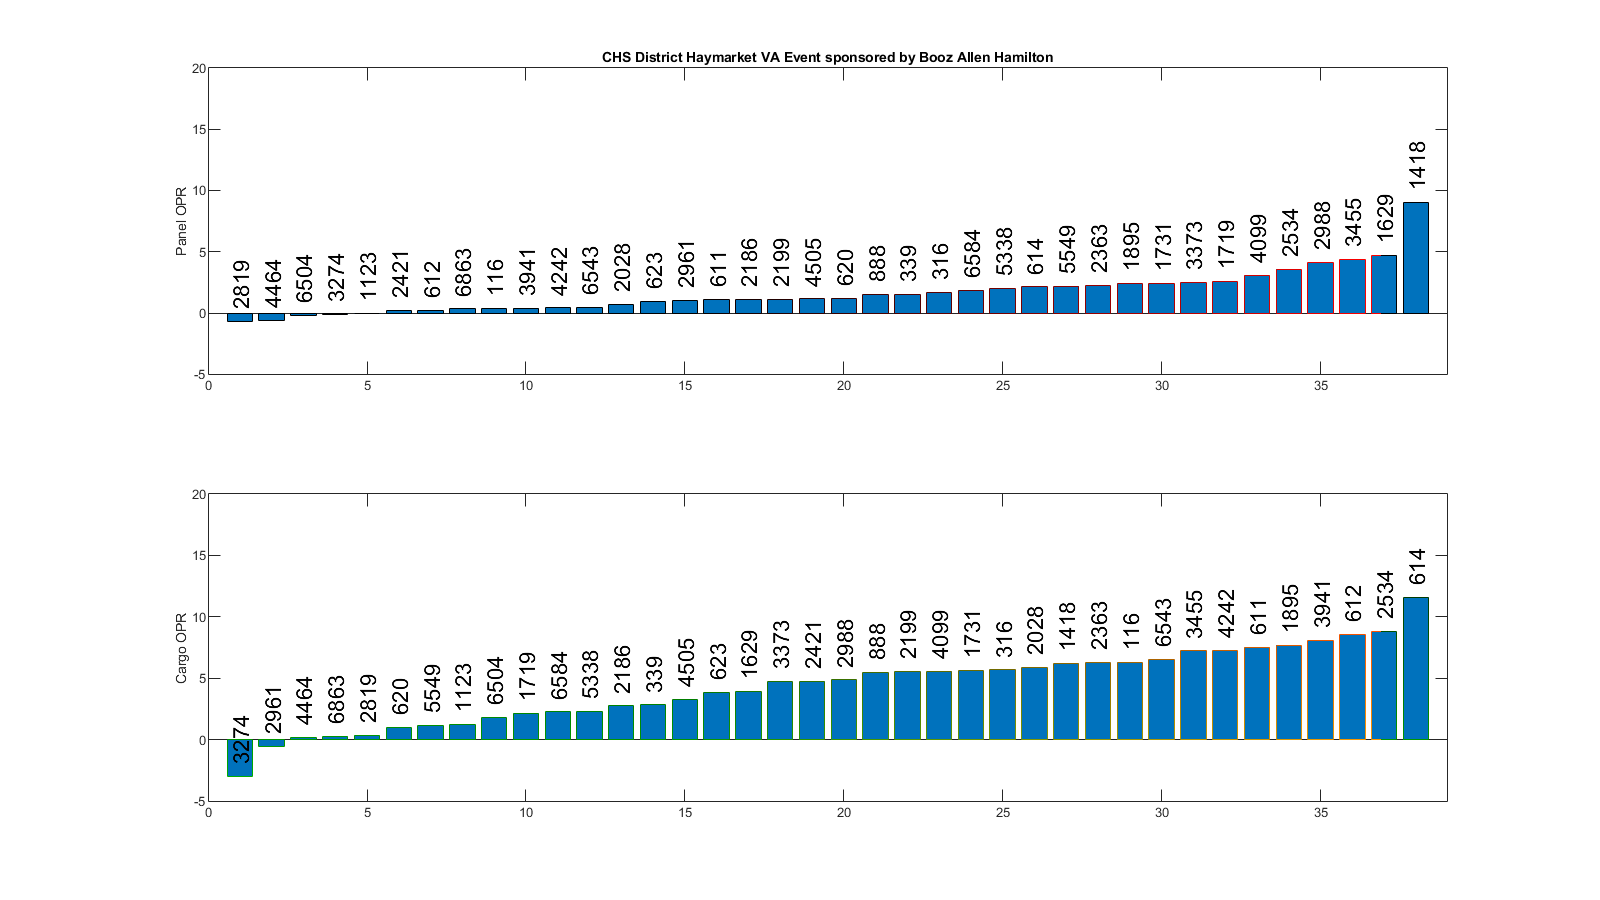 CHS District Haymarket VA Event sponsored by Booz Allen Hamilton
20
15
10
5
0
-5
Panel OPR
2819 4464 6504 3274 1123 2421 612 6863 116 3941 4242 6543 2028 623 2961 611 2186 2199 4505 620 888 339 316 6584 5338 614 5549 2363 1895 1731 3373 1719 4099 2534 2988 3455 1629 1418
0 5 10 15 20 25 30 35
20
15
10
5
0
-5
Cargo OPR
3274 2961 4464 6863 2819 620 5549 1123 6504 1719 6584 5338 2186 339 4505 623 1629 3373 2421 2988 888 2199 4099 1731 316 2028 1418 2363 116 6543 3455 4242 611 1895 3941 612 2534 614
0 5 10 15 20 25 30 35